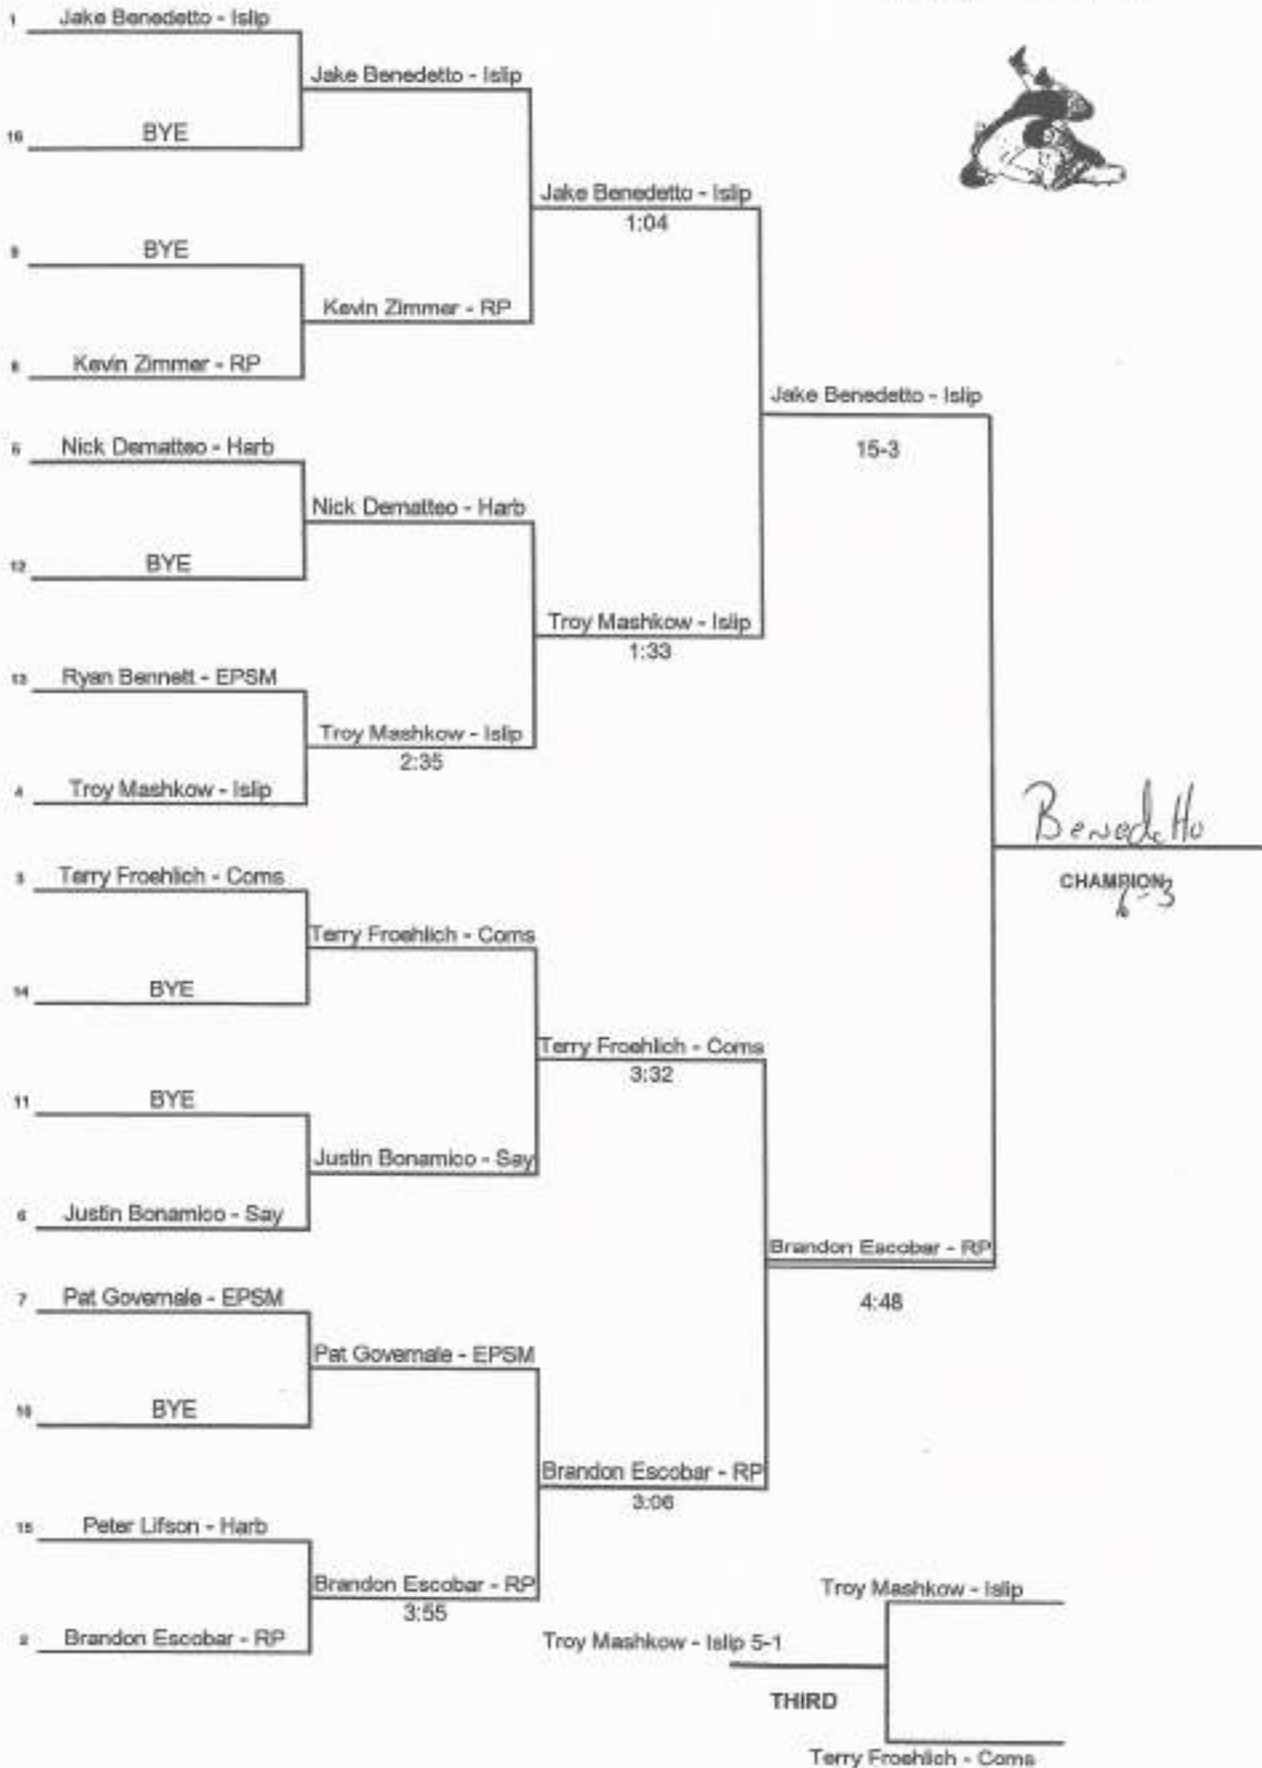 1 Jake Benedetto - Islip
Jake Benedetto - Islip
16 BYE
Jake Benedetto - Islip
1:04
9 BYE
Kevin Zimmer - RP
8 Kevin Zimmer - RP
Jake Benedetto - Islip
15-3
5 Nick Dematteo - Harb
Nick Dematteo - Harb
12 BYE
Troy Mashkow - Islip
1:33
13 Ryan Bennett - EPSM
Troy Mashkow - Islip
2:35
4 Troy Mashkow - Islip
Benedetto
CHAMPION
6-3
3 Terry Froehlich - Coms
Terry Froehlich - Coms
14 BYE
Terry Froehlich - Coms
3:32
11 BYE
Justin Bonamico - Say
6 Justin Bonamico - Say
Brandon Escobar - RP
4:48
7 Pat Governale - EPSM
Pat Governale - EPSM
10 BYE
Brandon Escobar - RP
3:06
15 Peter Lifson - Harb
Brandon Escobar - RP
3:55
2 Brandon Escobar - RP
Troy Mashkow - Islip
Troy Mashkow - Islip 5-1
THIRD
Terry Froehlich - Coms